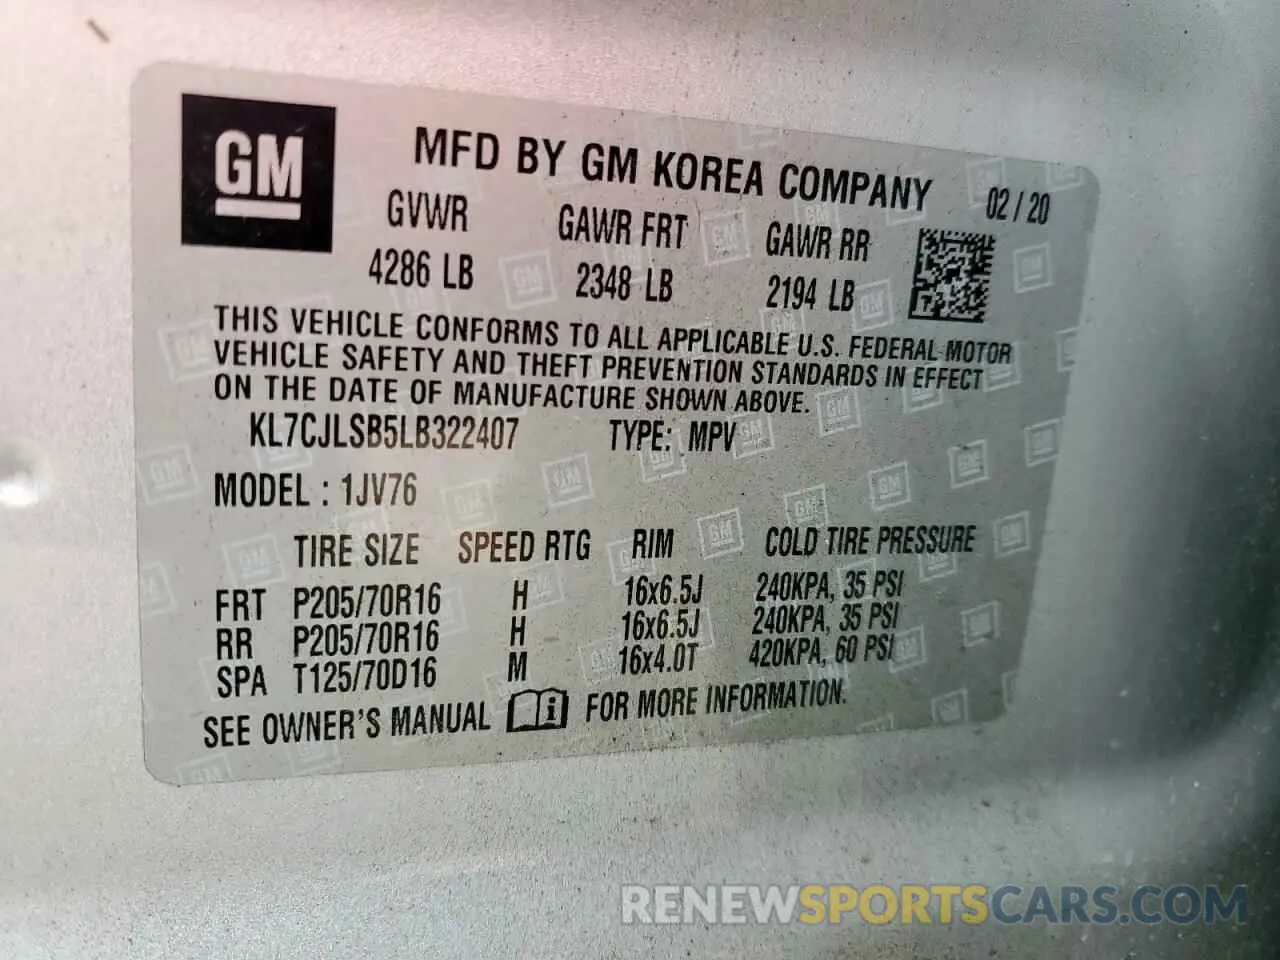 GM
MFD BY GM KOREA COMPANY
02/20
GVWR GAWR FRT GAWR RR
4286 LB 2348 LB 2194 LB
THIS VEHICLE CONFORMS TO ALL APPLICABLE U.S. FEDERAL MOTOR
VEHICLE SAFETY AND THEFT PREVENTION STANDARDS IN EFFECT
ON THE DATE OF MANUFACTURE SHOWN ABOVE.
KL7CJLSB5LB322407 TYPE: MPV
MODEL : 1JV76
TIRE SIZE SPEED RTG RIM COLD TIRE PRESSURE
FRT P205/70R16 H 16x6.5J 240KPA, 35 PSI
RR P205/70R16 H 16x6.5J 240KPA, 35 PSI
SPA T125/70D16 M 16x4.0T 420KPA, 60 PSI
SEE OWNER'S MANUAL i FOR MORE INFORMATION.
RENEWSPORTSCARS.COM